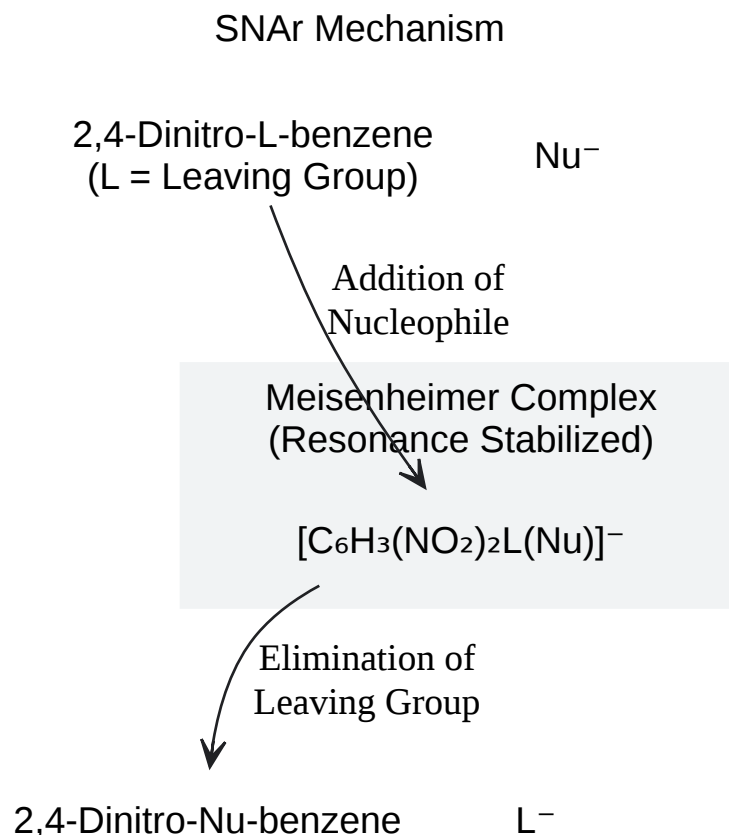 SNAr Mechanism
2,4-Dinitro-L-benzene
(L = Leaving Group)
Nu⁻
Addition of
Nucleophile
Meisenheimer Complex
(Resonance Stabilized)
[C₆H₃(NO₂)₂L(Nu)]⁻
Elimination of
Leaving Group
2,4-Dinitro-Nu-benzene
L⁻